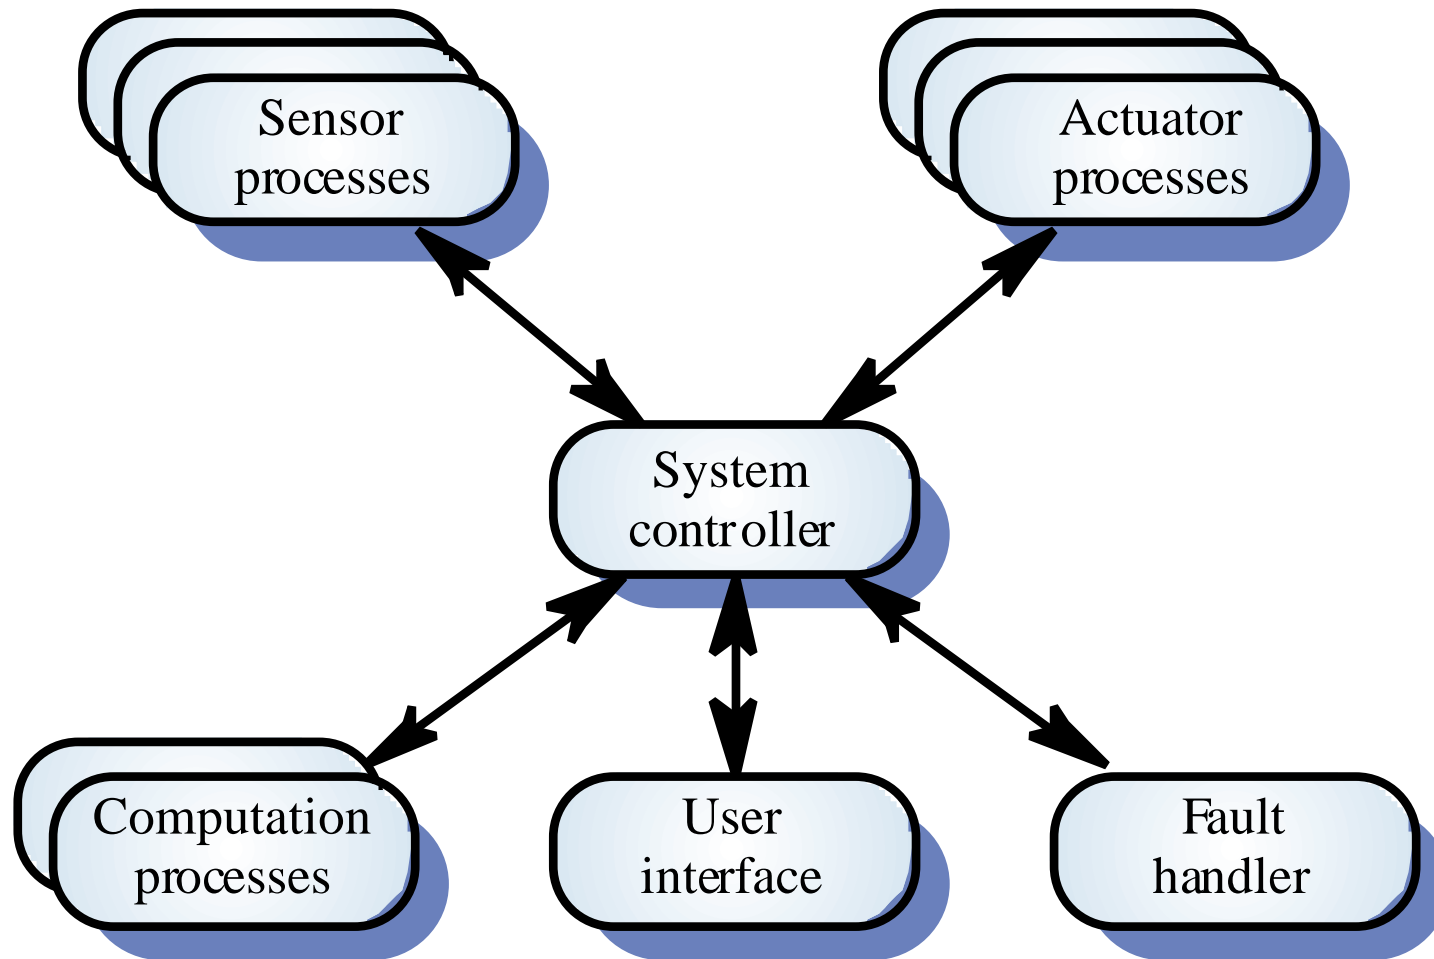 Sensor
processes
Actuator
processes
System
controller
Computation
processes
User
interface
Fault
handler